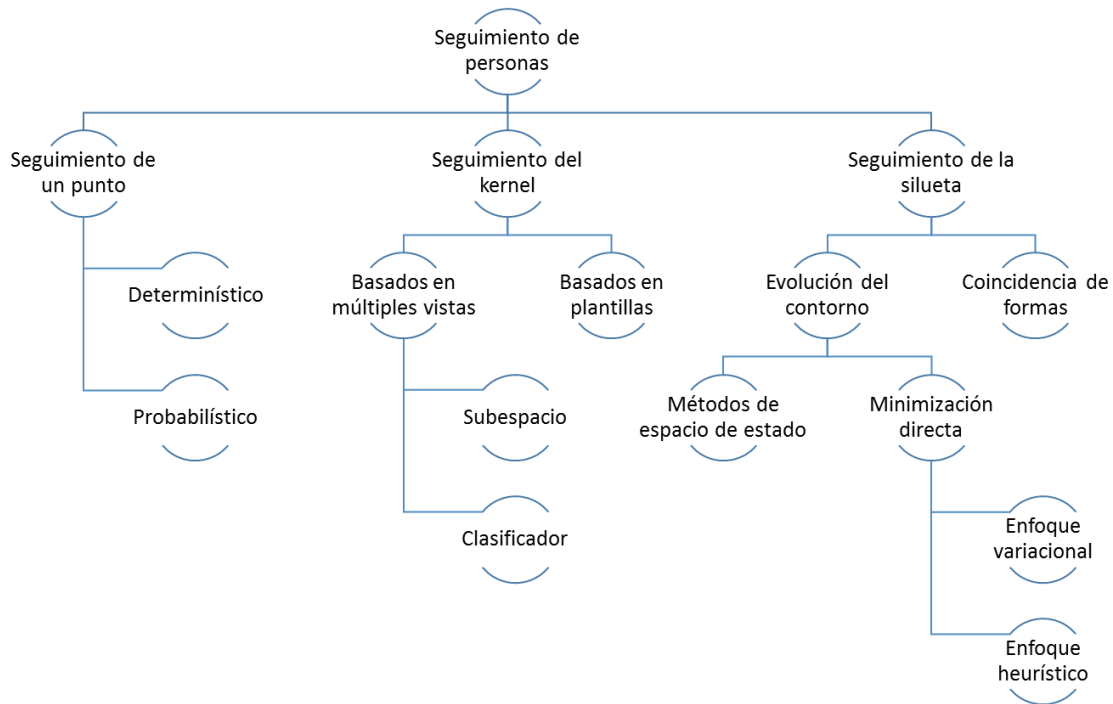 Seguimiento de
personas
Seguimiento de
un punto
Seguimiento del
kernel
Seguimiento de la
silueta
Determinístico
Probabilístico
Basados en
múltiples vistas
Basados en
plantillas
Subespacio
Clasificador
Evolución del
contorno
Coincidencia de
formas
Métodos de
espacio de estado
Minimización
directa
Enfoque
variacional
Enfoque
heurístico